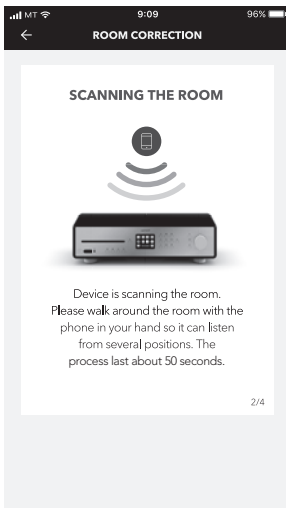 MT 9:09 96%
ROOM CORRECTION
SCANNING THE ROOM
Device is scanning the room.
Please walk around the room with the
phone in your hand so it can listen
from several positions. The
process last about 50 seconds.
2/4